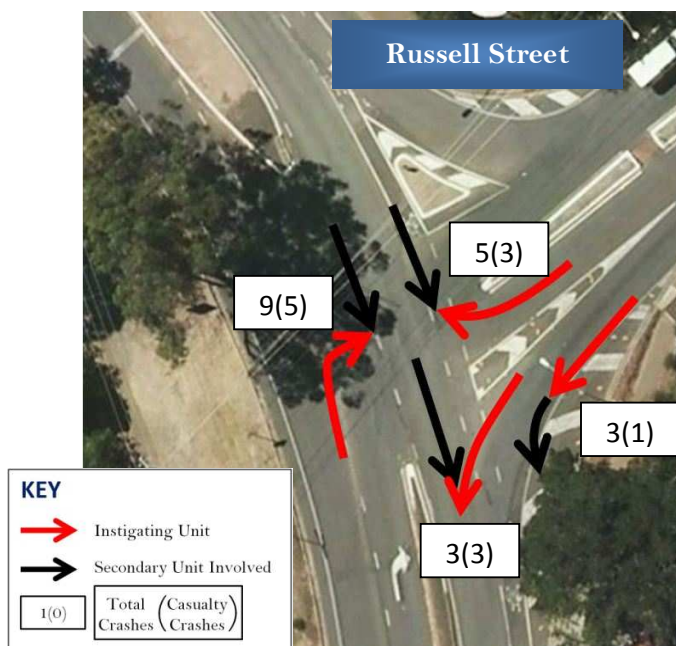 Russell Street
5(3)
9(5)
3(1)
3(3)
KEY
Instigating Unit
Secondary Unit Involved
1(0)
Total (Casualty
Crashes Crashes)